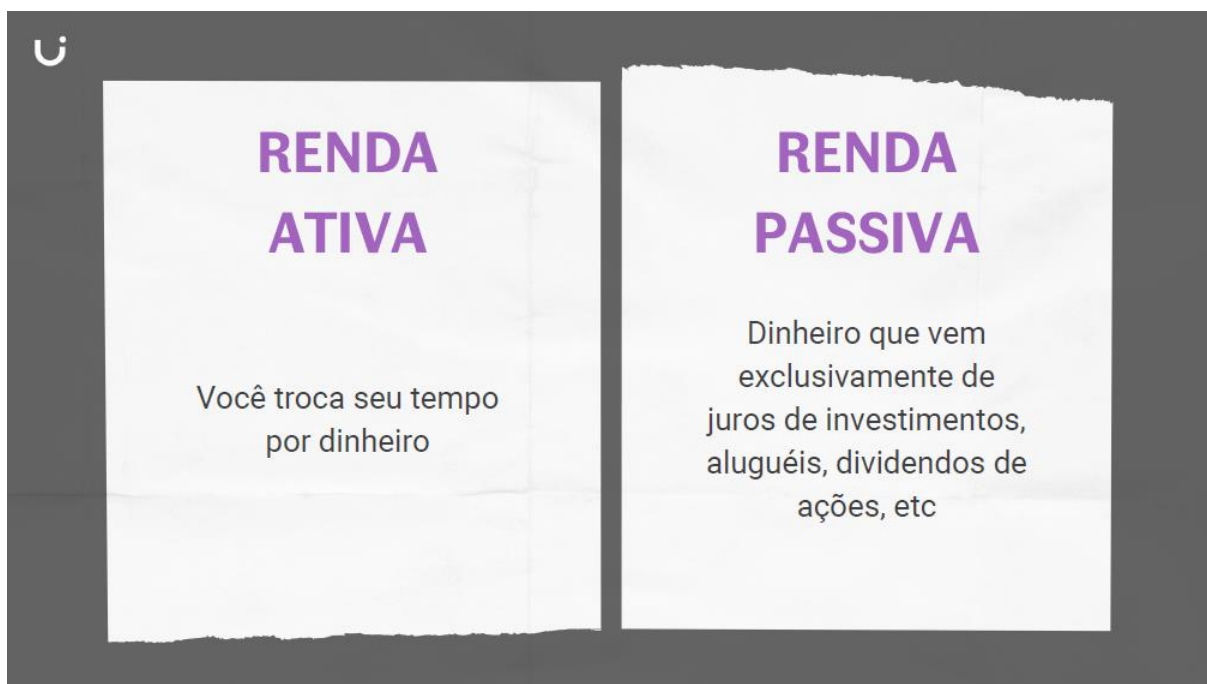 RENDA
ATIVA
Você troca seu tempo
por dinheiro
RENDA
PASSIVA
Dinheiro que vem
exclusivamente de
juros de investimentos,
aluguéis, dividendos de
ações, etc